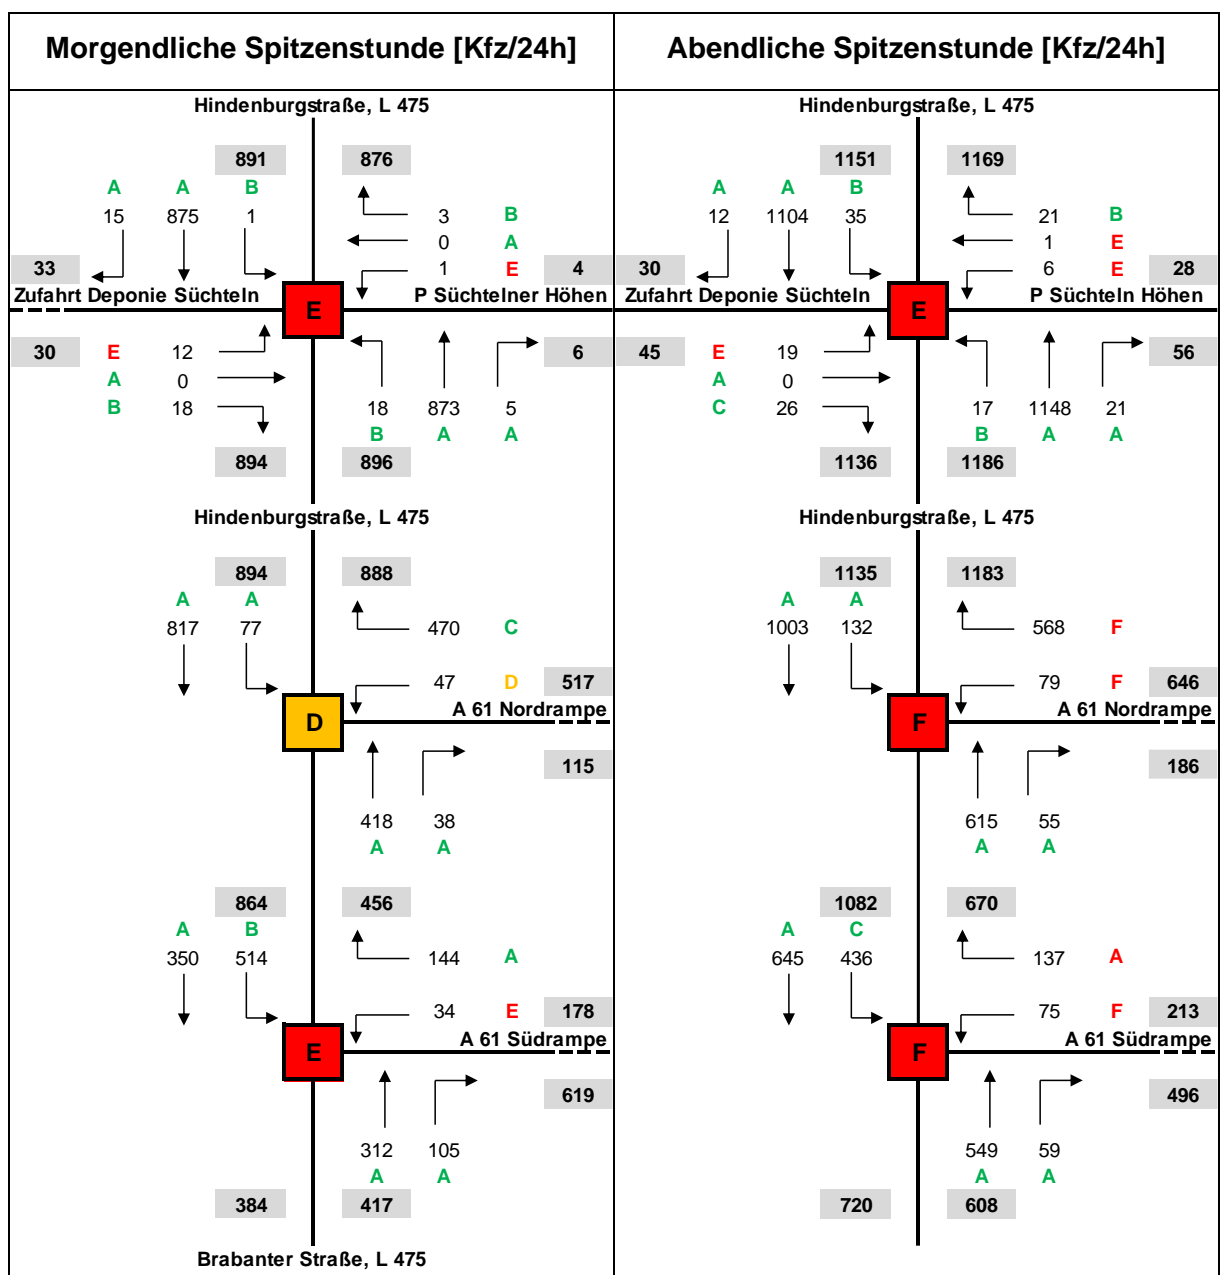 Morgendliche Spitzenstunde [Kfz/24h]
Hindenburgstraße, L 475
891 876
A A B
15 875 1
3 B
0 A
1 E
33 4
Zufahrt Deponie Süchteln P Süchtelner Höhen
E
30 6
E 12
A 0
B 18
18 873 5
B A A
894 896
Hindenburgstraße, L 475
894 888
A A
817 77
470 C
47 D 517
A 61 Nordrampe
D
115
418 38
A A
864 456
A B
350 514
144 A
34 E 178
A 61 Südrampe
E
619
312 105
A A
384 417
Brabanter Straße, L 475
Abendliche Spitzenstunde [Kfz/24h]
Hindenburgstraße, L 475
1151 1169
A A B
12 1104 35
21 B
1 E
6 E
30 28
Zufahrt Deponie Süchteln P Süchteln Höhen
E
45 56
E 19
A 0
C 26
17 1148 21
B A A
1136 1186
Hindenburgstraße, L 475
1135 1183
A A
1003 132
568 F
79 F 646
A 61 Nordrampe
F
186
615 55
A A
1082 670
A C
645 436
137 A
75 F 213
A 61 Südrampe
F
496
549 59
A A
720 608